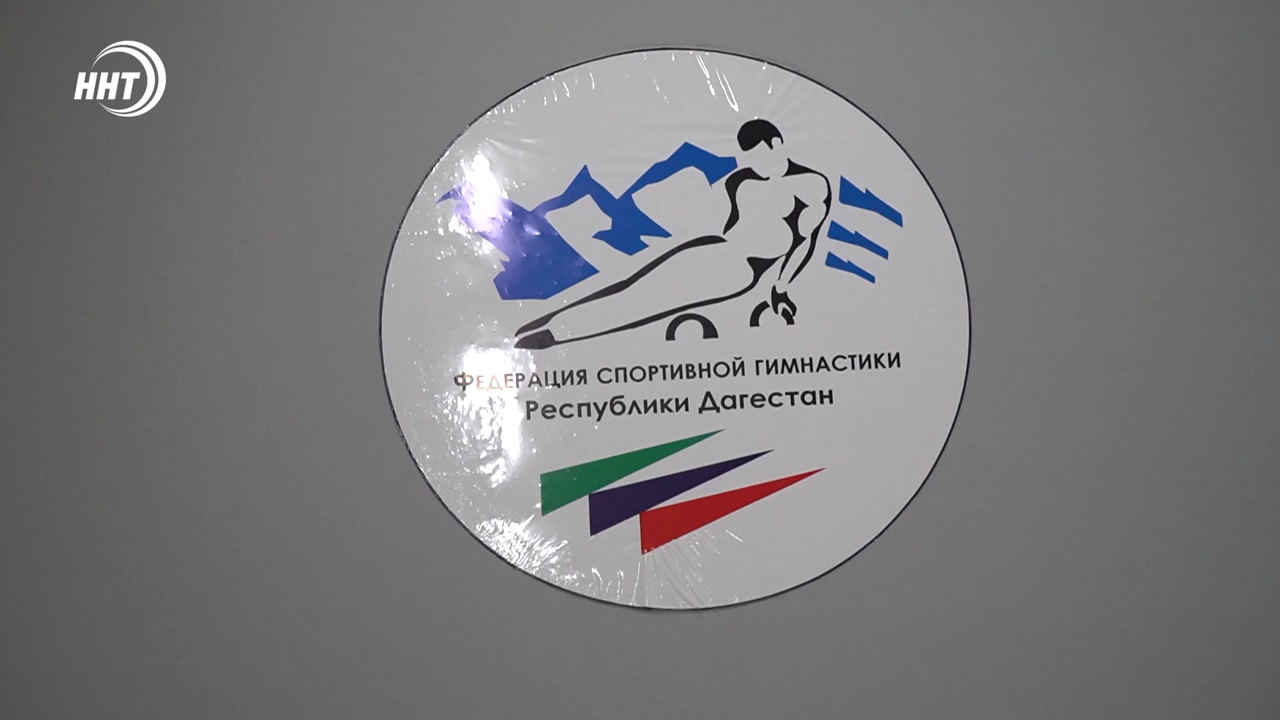 ННТ
ФЕДЕРАЦИЯ СПОРТИВНОЙ ГИМНАСТИКИ
Республики Дагестан